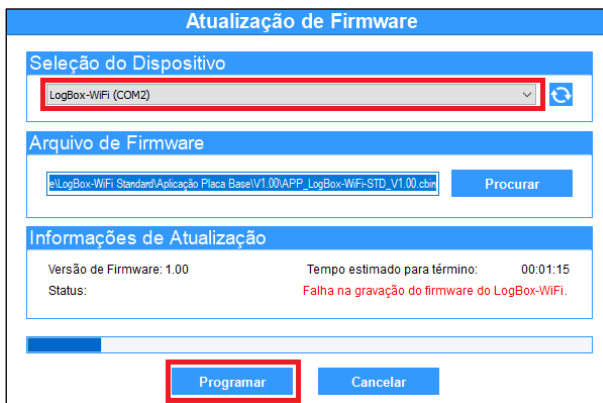 Atualização de Firmware
Seleção do Dispositivo
LogBox-WiFi (COM2)
Arquivo de Firmware
e\LogBox-WiFi Standard\Aplicação Placa Base\V1.00\APP_LogBox-WiFi-STD_V1.00.cbin
Procurar
Informações de Atualização
Versão de Firmware: 1.00 Tempo estimado para término: 00:01:15
Status: Falha na gravação do firmware do LogBox-WiFi.
Programar Cancelar